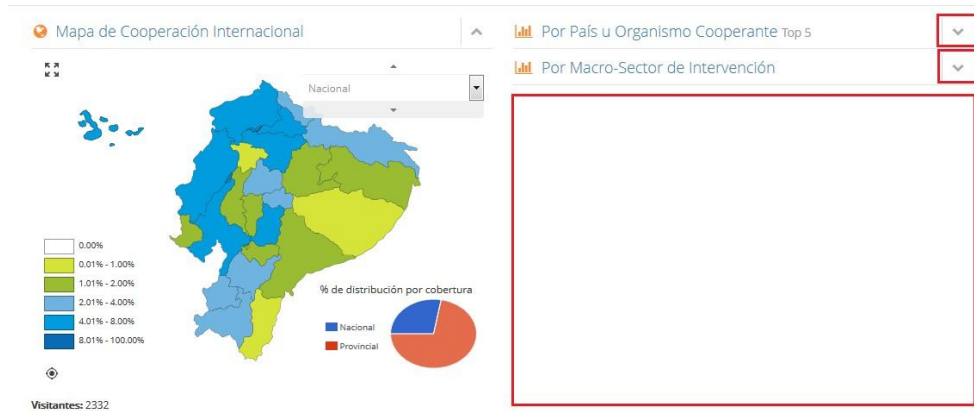 Mapa de Cooperación Internacional
Nacional
0.00%
0.01% - 1.00%
1.01% - 2.00%
2.01% - 4.00%
4.01% - 8.00%
8.01% - 100.00%
% de distribución por cobertura
Nacional
Provincial
Visitantes: 2332
Por País u Organismo Cooperante Top 5
Por Macro-Sector de Intervención